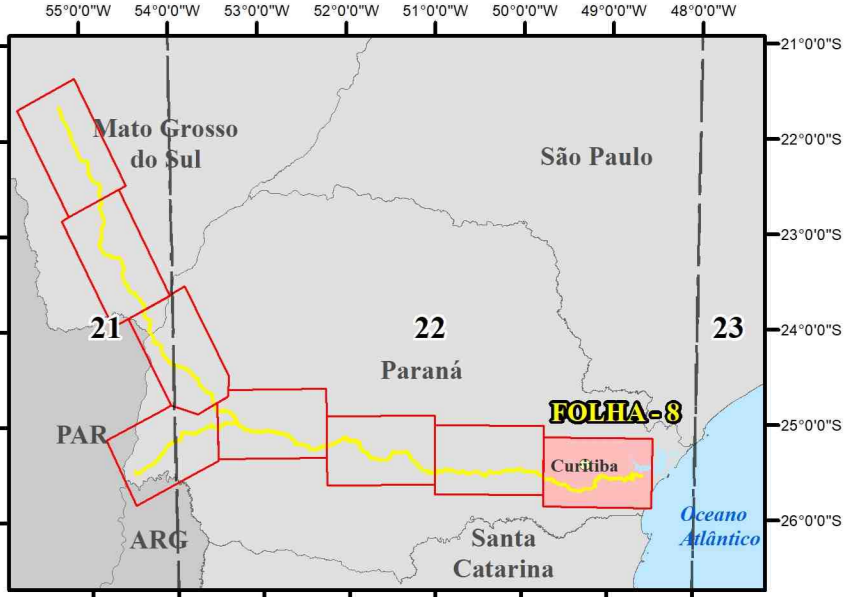 55°0'0"W 54°0'0"W 53°0'0"W 52°0'0"W 51°0'0"W 50°0'0"W 49°0'0"W 48°0'0"W
21°0'0"S
Mato Grosso
do Sul
São Paulo
22°0'0"S
23°0'0"S
21
22
23
24°0'0"S
Paraná
FOLHA - 8
25°0'0"S
PAR
Curitiba
ARG
Santa
Catarina
Oceano
Atlântico
26°0'0"S